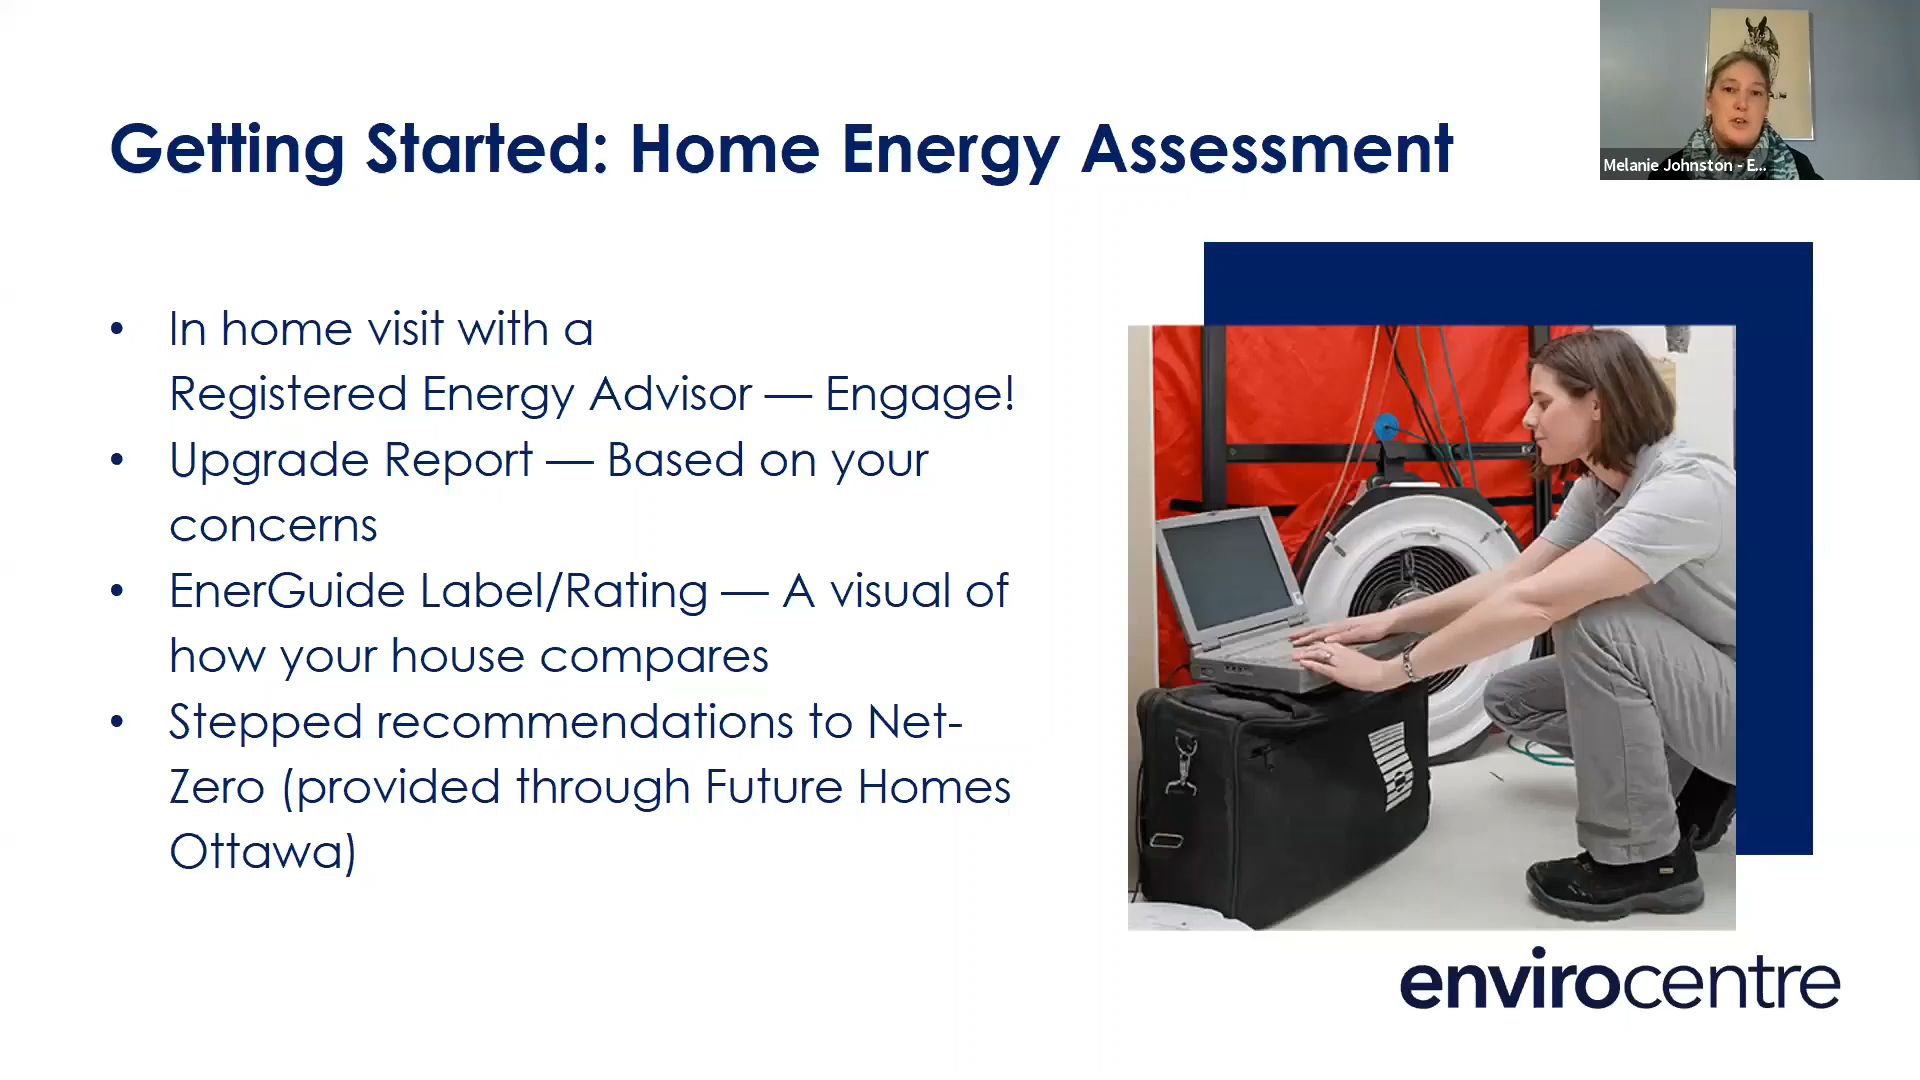 Getting Started: Home Energy Assessment
Melanie Johnston - E...
• In home visit with a
Registered Energy Advisor — Engage!
• Upgrade Report — Based on your
concerns
• EnerGuide Label/Rating — A visual of
how your house compares
• Stepped recommendations to Net-
Zero (provided through Future Homes
Ottawa)
envirocentre